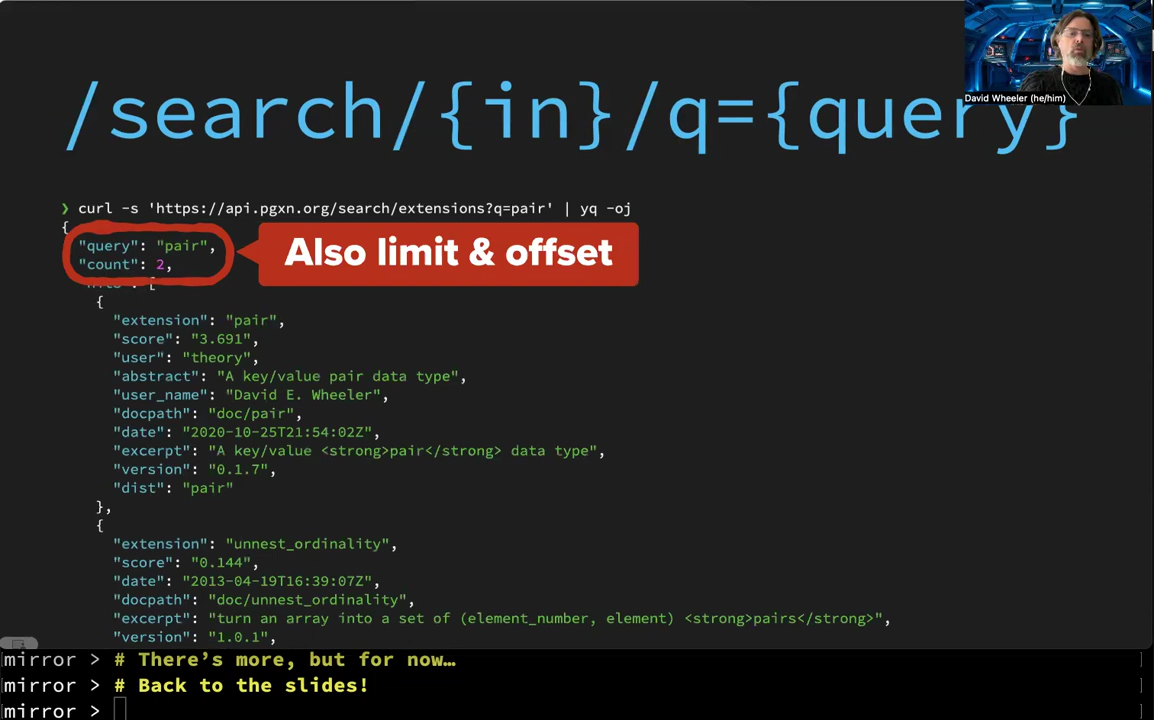 /search/{in}/q={query}
David Wheeler (he/him)
❯ curl -s 'https://api.pgxn.org/search/extensions?q=pair' | yq -oj
{
"query": "pair",
"count": 2,
Also limit & offset
[
{
"extension": "pair",
"score": "3.691",
"user": "theory",
"abstract": "A key/value pair data type",
"user_name": "David E. Wheeler",
"docpath": "doc/pair",
"date": "2020-10-25T21:54:02Z",
"excerpt": "A key/value <strong>pair</strong> data type",
"version": "0.1.7",
"dist": "pair"
},
{
"extension": "unnest_ordinality",
"score": "0.144",
"date": "2013-04-19T16:39:07Z",
"docpath": "doc/unnest_ordinality",
"excerpt": "turn an array into a set of (element_number, element) <strong>pairs</strong>",
"version": "1.0.1",
[mirror > # There’s more, but for now… ]
[mirror > # Back to the slides! ]
[mirror > ]